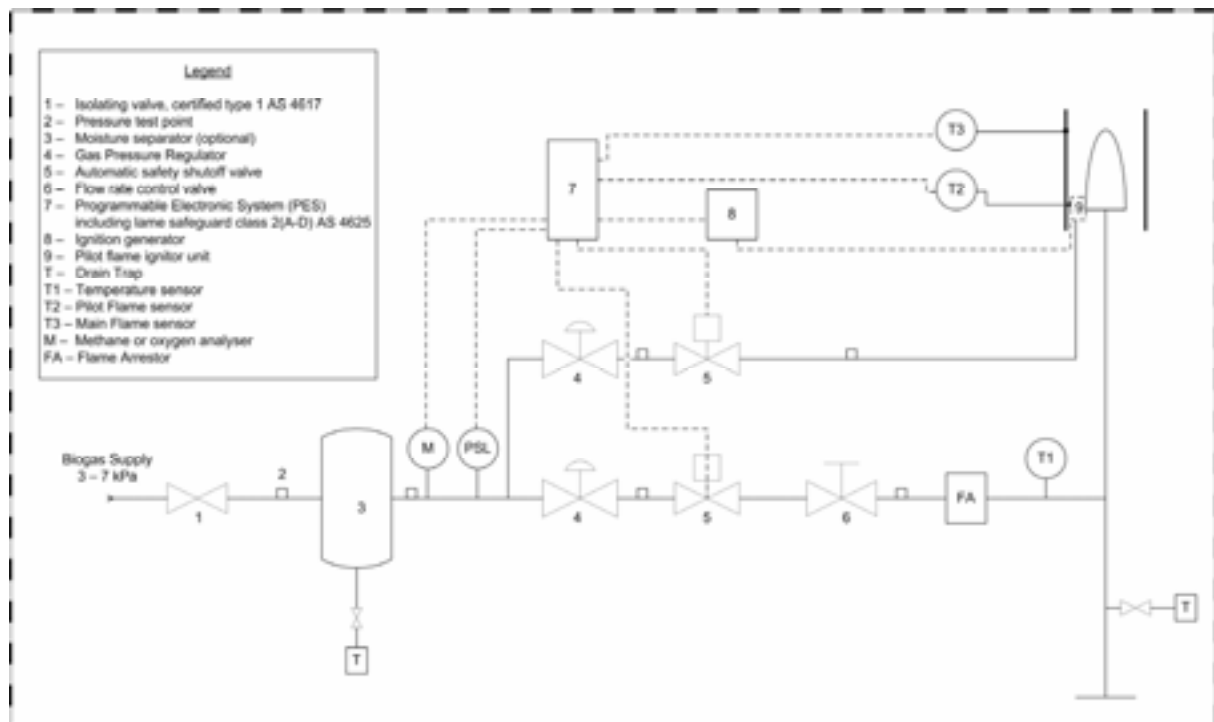 Legend
1 – Isolating valve, certified type 1 AS 4617
2 – Pressure test point
3 – Moisture separator (optional)
4 – Gas Pressure Regulator
5 – Automatic safety shutoff valve
6 – Flow rate control valve
7 – Programmable Electronic System (PES)
including lame safeguard class 2(A-D) AS 4625
8 – Ignition generator
9 – Pilot flame ignitor unit
T – Drain Trap
T1 – Temperature sensor
T2 – Pilot Flame sensor
T3 – Main Flame sensor
M – Methane or oxygen analyser
FA – Flame Arrestor
T3
7
T2
8
9
4
5
M
PSL
T1
Biogas Supply
3 – 7 kPa
2
1
3
4
5
6
FA
T
T